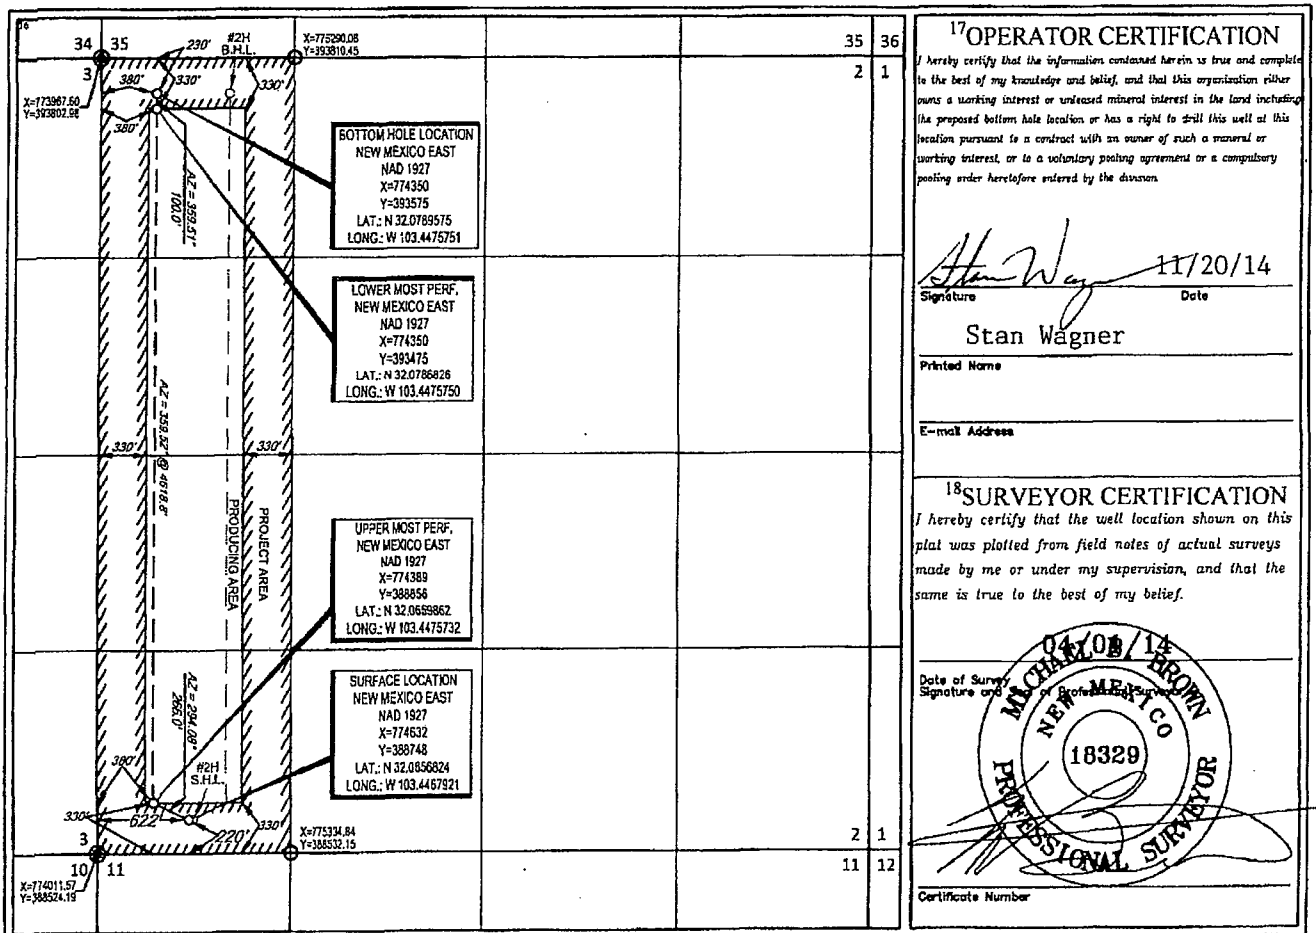 16
34 35
230'
#2H
B.H.L.
X=775290.08
Y=393810.45
35 36
3
2 1
380'
330'
330'
X=773967.60
Y=393802.98
380'
AZ = 359.51°
100.0'
BOTTOM HOLE LOCATION
NEW MEXICO EAST
NAD 1927
X=774350
Y=393575
LAT.: N 32.0789575
LONG.: W 103.4475751
LOWER MOST PERF.
NEW MEXICO EAST
NAD 1927
X=774350
Y=393475
LAT.: N 32.0786826
LONG.: W 103.4475750
AZ = 359.52° @ 4618.8'
330'
330'
PROJECT AREA
PRODUCING AREA
UPPER MOST PERF.
NEW MEXICO EAST
NAD 1927
X=774389
Y=388856
LAT.: N 32.0659862
LONG.: W 103.4475732
AZ = 294.08°
266.0'
#2H
S.H.L.
SURFACE LOCATION
NEW MEXICO EAST
NAD 1927
X=774632
Y=388748
LAT.: N 32.0656824
LONG.: W 103.4467921
380'
330'
622'
220'
330'
X=775334.84
Y=388532.15
3
2 1
10 11
11 12
X=774011.57
Y=388524.19
17 OPERATOR CERTIFICATION
I hereby certify that the information contained herein is true and complete
to the best of my knowledge and belief, and that this organization either
owns a working interest or unleased mineral interest in the land including
the proposed bottom hole location or has a right to drill this well at this
location pursuant to a contract with an owner of such a mineral or
working interest, or to a voluntary pooling agreement or a compulsory
pooling order heretofore entered by the division
Stan Wagner 11/20/14
Signature Date
Stan Wagner
Printed Name
E-mail Address
18 SURVEYOR CERTIFICATION
I hereby certify that the well location shown on this
plat was plotted from field notes of actual surveys
made by me or under my supervision, and that the
same is true to the best of my belief.
04/01/14
Date of Survey
Signature and Seal of Professional Surveyor
MICHAEL B. BROWN
NEW MEXICO
18329
PROFESSIONAL SURVEYOR
Certificate Number